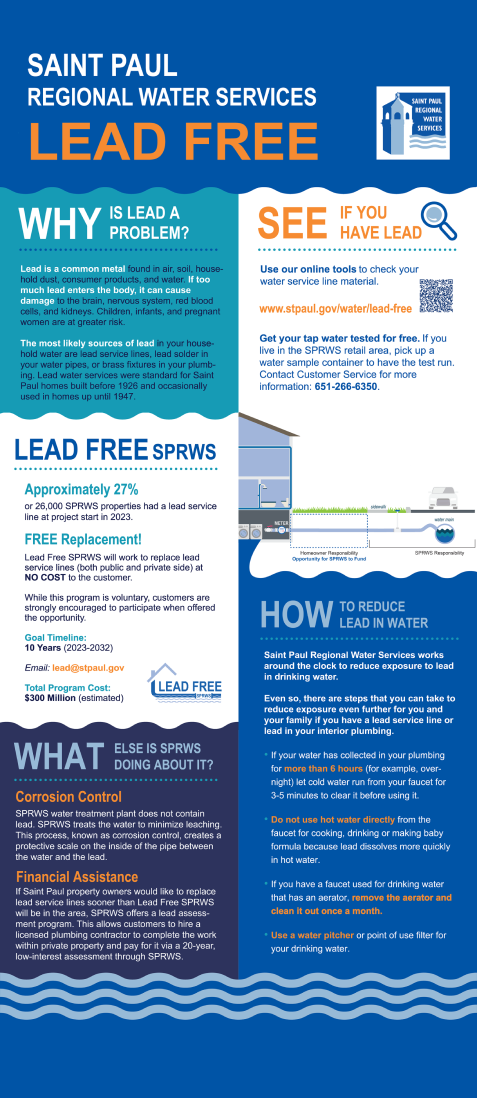 SAINT PAUL
REGIONAL WATER SERVICES
LEAD FREE
SAINT PAUL
REGIONAL
WATER
SERVICES
WHY IS LEAD A
PROBLEM?
Lead is a common metal found in air, soil, house-
hold dust, consumer products, and water. If too
much lead enters the body, it can cause
damage to the brain, nervous system, red blood
cells, and kidneys. Children, infants, and pregnant
women are at greater risk.
The most likely sources of lead in your house-
hold water are lead service lines, lead solder in
your water pipes, or brass fixtures in your plumb-
ing. Lead water services were standard for Saint
Paul homes built before 1926 and occasionally
used in homes up until 1947.
SEE IF YOU
HAVE LEAD
Use our online tools to check your
water service line material.
www.stpaul.gov/water/lead-free
Get your tap water tested for free. If you
live in the SPRWS retail area, pick up a
water sample container to have the test run.
Contact Customer Service for more
information: 651-266-6350.
LEAD FREE SPRWS
Approximately 27%
or 26,000 SPRWS properties had a lead service
line at project start in 2023.
FREE Replacement!
Lead Free SPRWS will work to replace lead
service lines (both public and private side) at
NO COST to the customer.
While this program is voluntary, customers are
strongly encouraged to participate when offered
the opportunity.
Goal Timeline:
10 Years (2023-2032)
Email: lead@stpaul.gov
Total Program Cost:
$300 Million (estimated)
LEAD FREE
SPRWS
sidewalk
METER
water main
Homeowner Responsibility
Opportunity for SPRWS to Fund
SPRWS Responsibility
WHAT ELSE IS SPRWS
DOING ABOUT IT?
Corrosion Control
SPRWS water treatment plant does not contain
lead. SPRWS treats the water to minimize leaching.
This process, known as corrosion control, creates a
protective scale on the inside of the pipe between
the water and the lead.
Financial Assistance
If Saint Paul property owners would like to replace
lead service lines sooner than Lead Free SPRWS
will be in the area, SPRWS offers a lead assess-
ment program. This allows customers to hire a
licensed plumbing contractor to complete the work
within private property and pay for it via a 20-year,
low-interest assessment through SPRWS.
HOW TO REDUCE
LEAD IN WATER
Saint Paul Regional Water Services works
around the clock to reduce exposure to lead
in drinking water.
Even so, there are steps that you can take to
reduce exposure even further for you and
your family if you have a lead service line or
lead in your interior plumbing.
• If your water has collected in your plumbing
for more than 6 hours (for example, over-
night) let cold water run from your faucet for
3-5 minutes to clear it before using it.
• Do not use hot water directly from the
faucet for cooking, drinking or making baby
formula because lead dissolves more quickly
in hot water.
• If you have a faucet used for drinking water
that has an aerator, remove the aerator and
clean it out once a month.
• Use a water pitcher or point of use filter for
your drinking water.